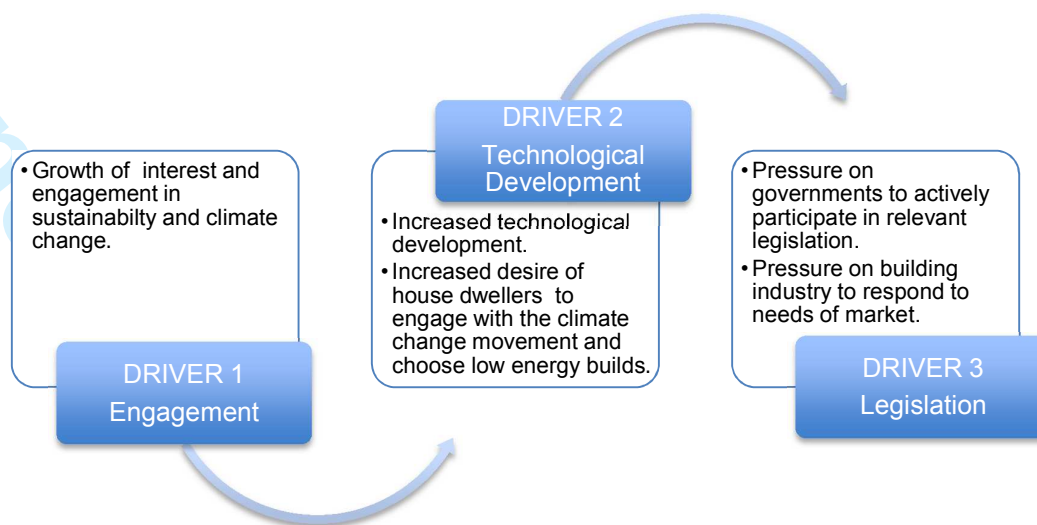 • Growth of interest and
engagement in
sustainabilty and climate
change.
DRIVER 1
Engagement
DRIVER 2
Technological
Development
• Increased technological
development.
• Increased desire of
house dwellers to
engage with the climate
change movement and
choose low energy builds.
• Pressure on
governments to actively
participate in relevant
legislation.
• Pressure on building
industry to respond to
needs of market.
DRIVER 3
Legislation